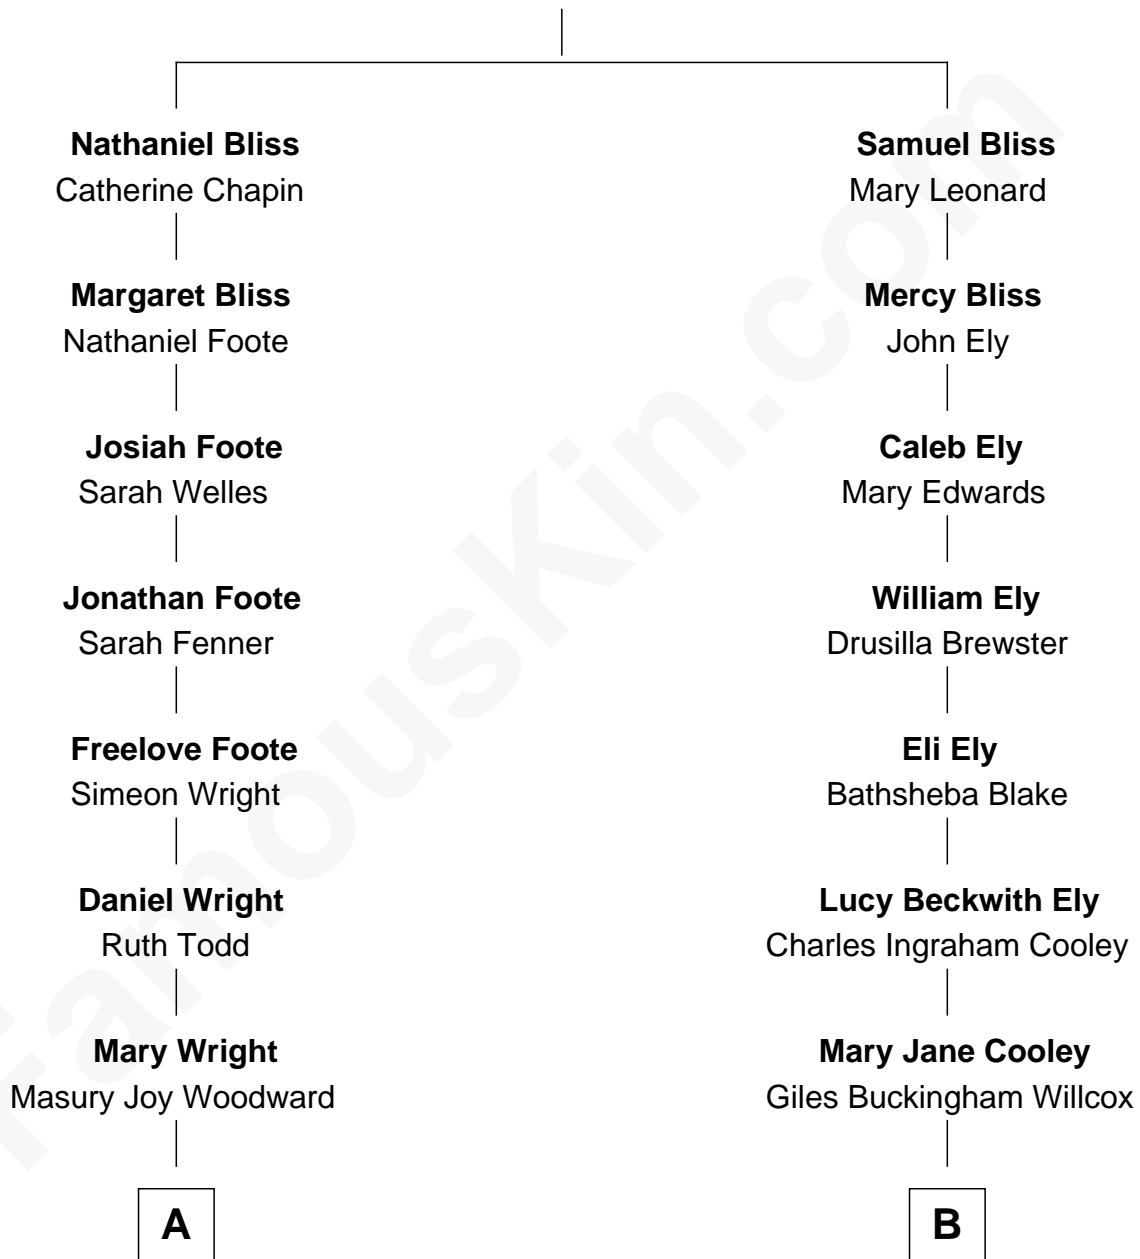 Nathaniel Bliss
Catherine Chapin
Samuel Bliss
Mary Leonard
Margaret Bliss
Nathaniel Foote
Mercy Bliss
John Ely
Josiah Foote
Sarah Welles
Caleb Ely
Mary Edwards
Jonathan Foote
Sarah Fenner
William Ely
Drusilla Brewster
Freelove Foote
Simeon Wright
Eli Ely
Bathsheba Blake
Daniel Wright
Ruth Todd
Lucy Beckwith Ely
Charles Ingraham Cooley
Mary Wright
Masury Joy Woodward
Mary Jane Cooley
Giles Buckingham Willcox
A
B
FamousKin.com